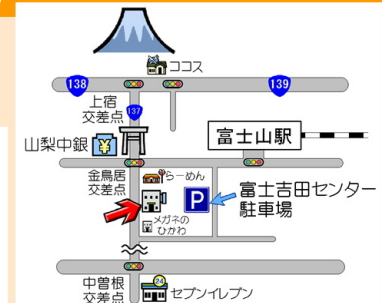 ココス
138
139
上宿
交差点
137
山梨中銀
富士山駅
金鳥居
交差点
らーめん
P
富士吉田センター
駐車場
メガネの
ひかわ
中曽根
交差点
24
セブンイレブン